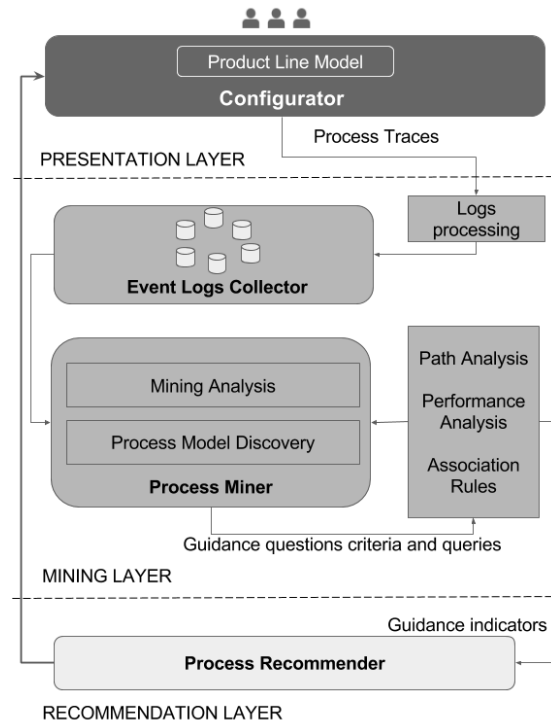 Product Line Model
Configurator
Process Traces
PRESENTATION LAYER
Logs
processing
Event Logs Collector
Mining Analysis
Process Model Discovery
Process Miner
Path Analysis
Performance
Analysis
Association
Rules
Guidance questions criteria and queries
MINING LAYER
Guidance indicators
Process Recommender
RECOMMENDATION LAYER